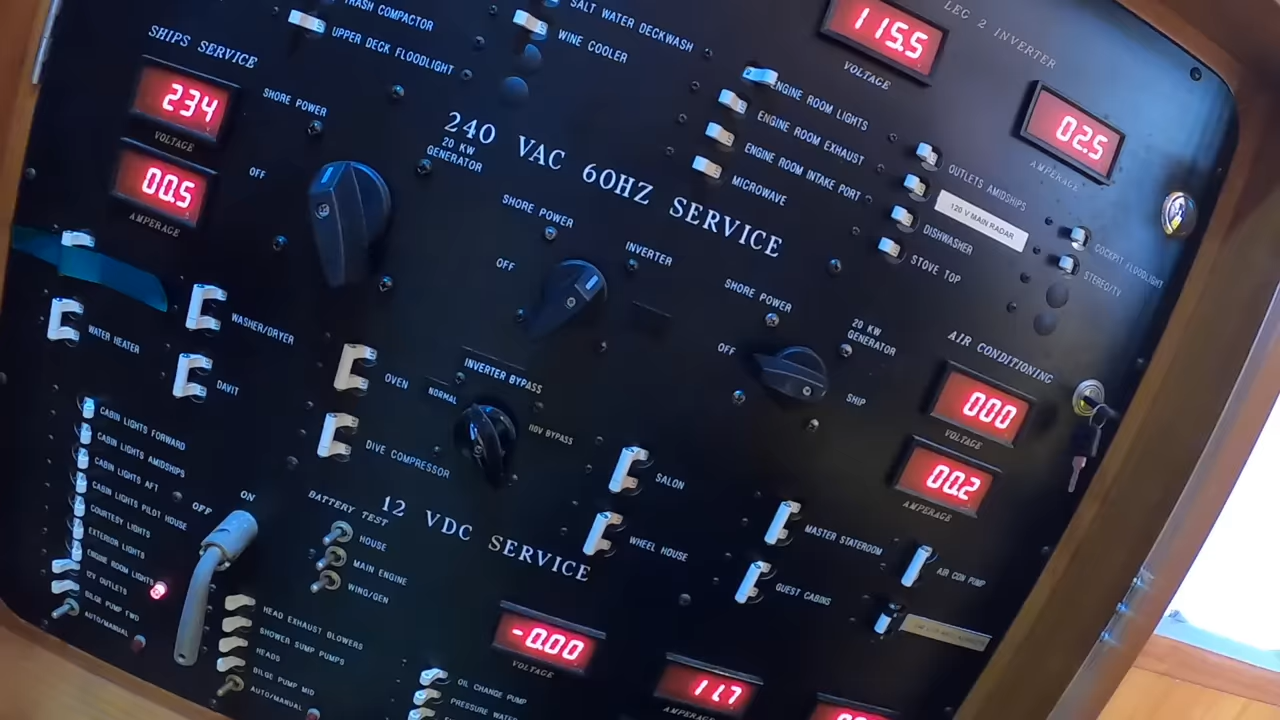 TRASH COMPACTOR
UPPER DECK FLOODLIGHT
SALT WATER DECKWASH
WINE COOLER
115.5
VOLTAGE
LEG 2 INVERTER
02.5
AMPERAGE
SHIPS SERVICE
234
VOLTAGE
00.5
AMPERAGE
SHORE POWER
OFF
20 KW
GENERATOR
240 VAC 60HZ SERVICE
ENGINE ROOM LIGHTS
ENGINE ROOM EXHAUST
ENGINE ROOM INTAKE PORT
MICROWAVE
OUTLETS AMIDSHIPS
120 V MAIN RADAR
DISHWASHER
STOVE TOP
COCKPIT FLOODLIGHT
STEREO/TV
SHORE POWER
OFF
INVERTER
SHORE POWER
OFF
20 KW
GENERATOR
SHIP
AIR CONDITIONING
000
VOLTAGE
00.2
AMPERAGE
WATER HEATER
WASHER/DRYER
DAVIT
OVEN
DIVE COMPRESSOR
INVERTER BYPASS
NORMAL
110V BYPASS
SALON
WHEEL HOUSE
MASTER STATEROOM
GUEST CABINS
AIR CON PUMP
CABIN LIGHTS FORWARD
CABIN LIGHTS AMIDSHIPS
CABIN LIGHTS AFT
CABIN LIGHTS PILOT HOUSE
COURTESY LIGHTS
EXTERIOR LIGHTS
ENGINE ROOM LIGHTS
12V OUTLETS
BILGE PUMP FWD
AUTO/MANUAL
OFF
ON
BATTERY TEST
HOUSE
MAIN ENGINE
WING/GEN
12 VDC SERVICE
HEAD EXHAUST BLOWERS
SHOWER SUMP PUMPS
HEADS
BILGE PUMP MID
AUTO/MANUAL
-0.00
VOLTAGE
11.7
AMPERAGE
OIL CHANGE PUMP
PRESSURE WATER